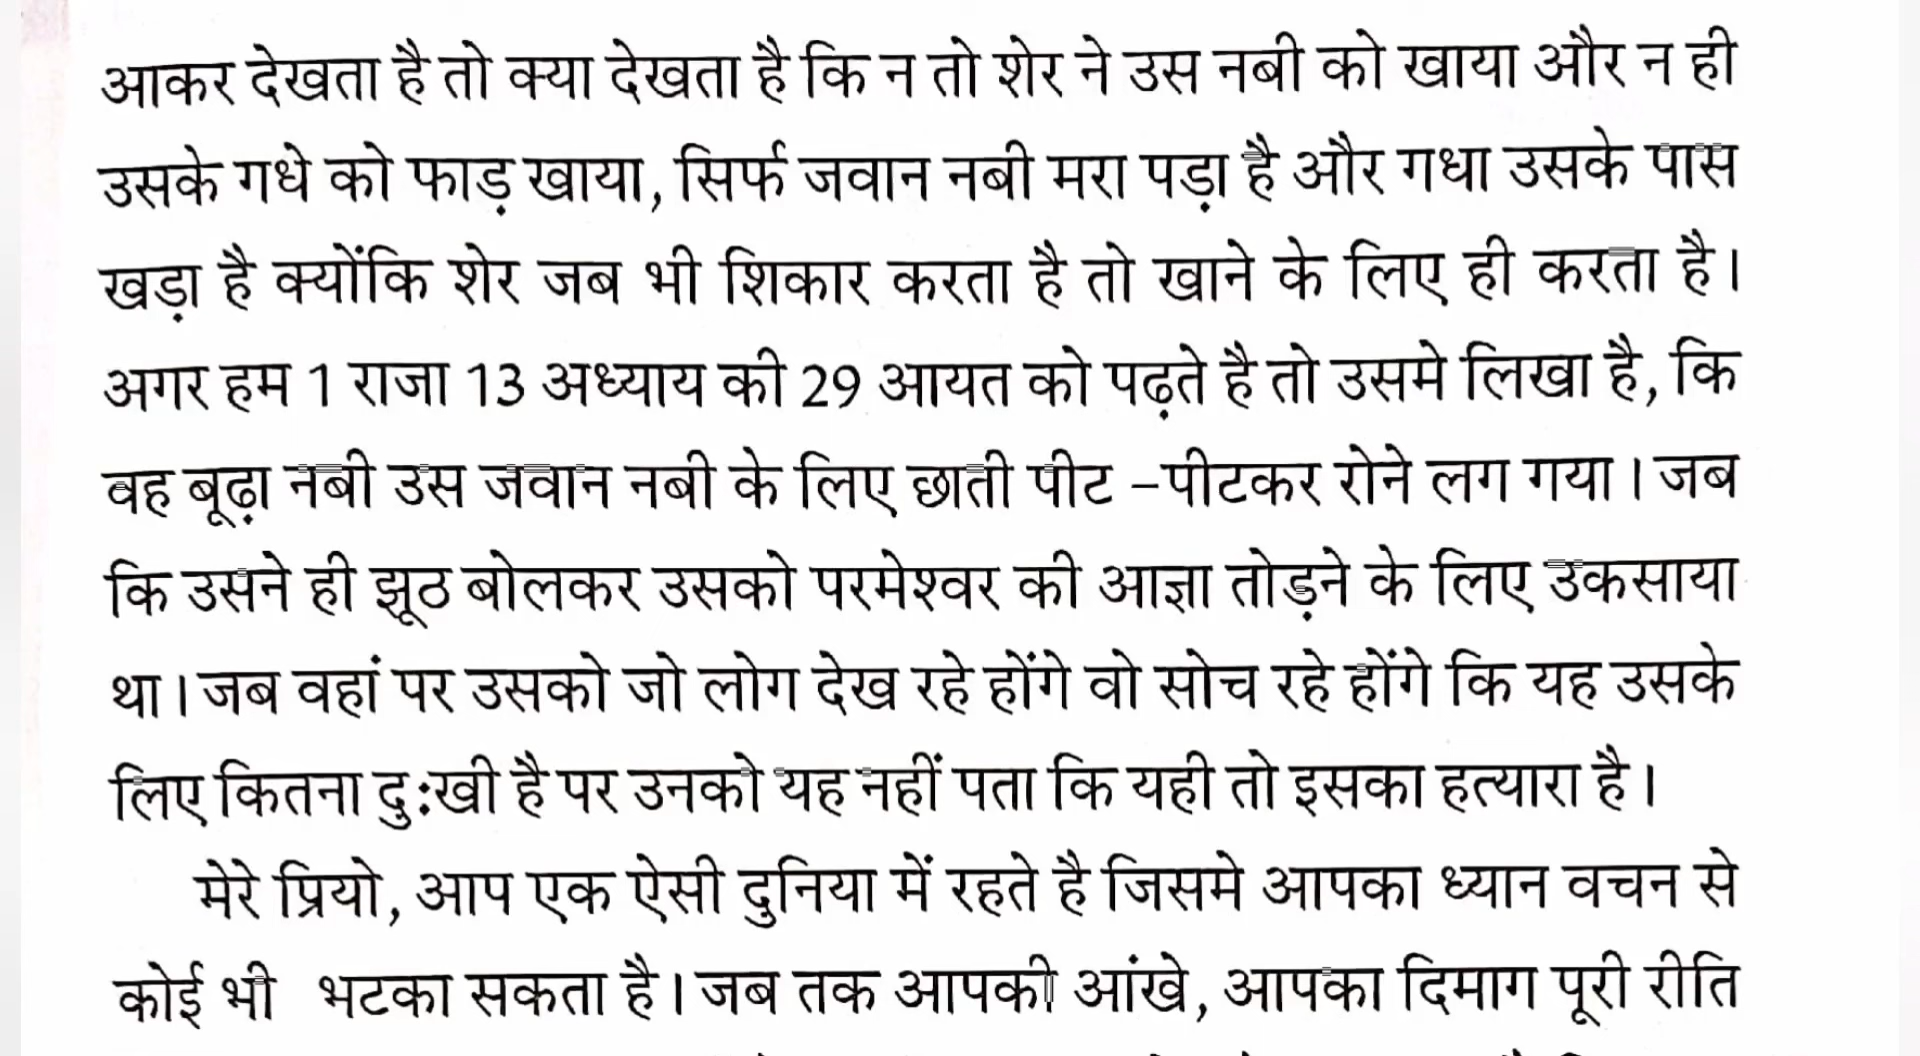 आकर देखता है तो क्या देखता है कि न तो शेर ने उस नबी को खाया और न ही
उसके गधे को फाड़ खाया, सिर्फ जवान नबी मरा पड़ा है और गधा उसके पास
खड़ा है क्योंकि शेर जब भी शिकार करता है तो खाने के लिए ही करता है।
अगर हम 1 राजा 13 अध्याय की 29 आयत को पढ़ते है तो उसमे लिखा है, कि
वह बूढ़ा नबी उस जवान नबी के लिए छाती पीट -पीटकर रोने लग गया। जब
कि उसने ही झूठ बोलकर उसको परमेश्वर की आज्ञा तोड़ने के लिए उकसाया
था। जब वहां पर उसको जो लोग देख रहे होंगे वो सोच रहे होंगे कि यह उसके
लिए कितना दुःखी है पर उनको यह नहीं पता कि यही तो इसका हत्यारा है।
मेरे प्रियो, आप एक ऐसी दुनिया में रहते है जिसमे आपका ध्यान वचन से
कोई भी भटका सकता है। जब तक आपकी आंखे, आपका दिमाग पूरी रीति